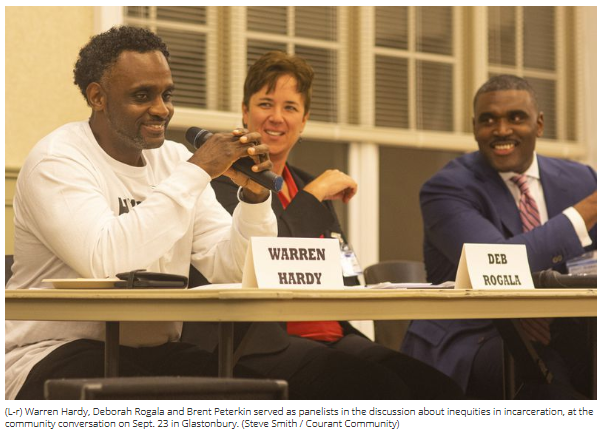 WARREN
HARDY
DEB
ROGALA
(L-r) Warren Hardy, Deborah Rogala and Brent Peterkin served as panelists in the discussion about inequities in incarceration, at the
community conversation on Sept. 23 in Glastonbury. (Steve Smith / Courant Community)